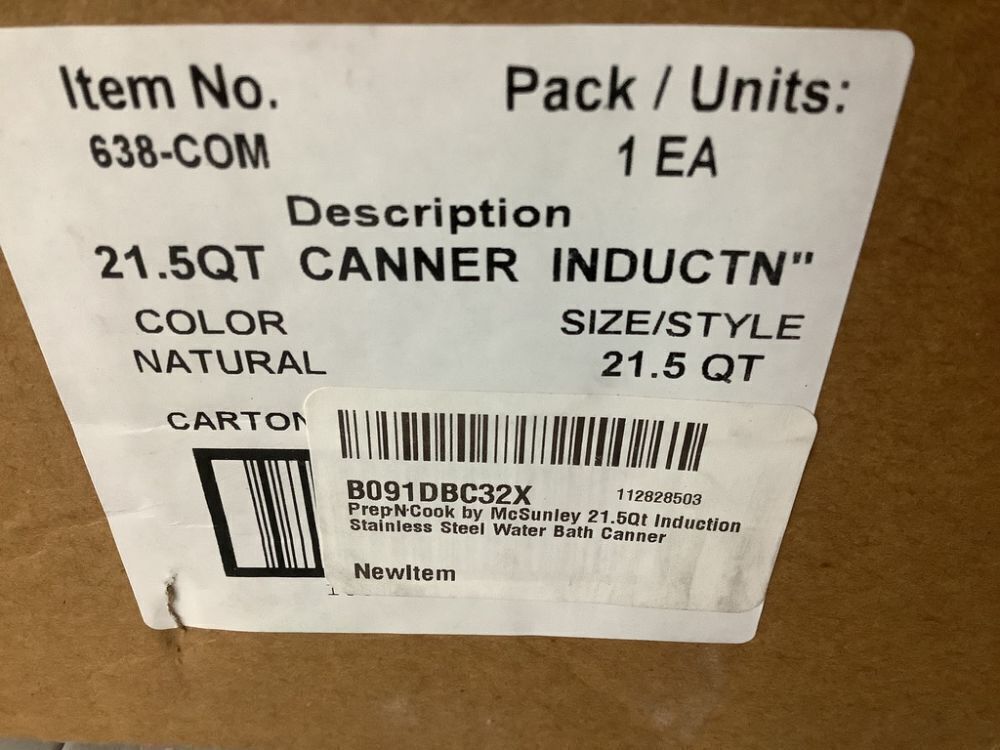 Item No.
Pack / Units:
638-COM
1 EA
Description
21.5QT CANNER INDUCTN"
COLOR
SIZE/STYLE
NATURAL
21.5 QT
CARTON
B091DBC32X
112828503
Prep·N·Cook by McSunley 21.5Qt Induction
Stainless Steel Water Bath Canner
NewItem